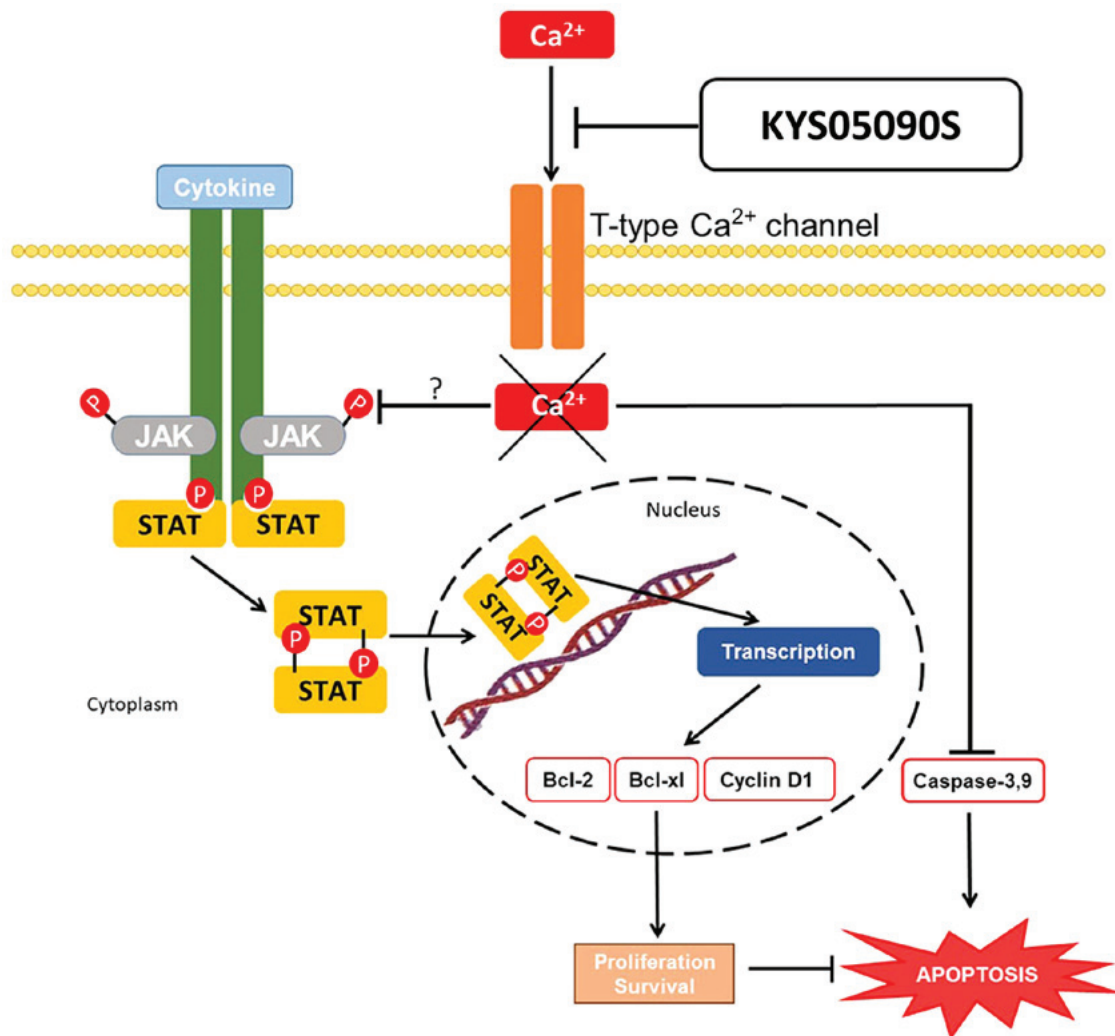 Ca²⁺
KYS05090S
Cytokine
T-type Ca²⁺ channel
?
Ca²⁺
P
P
JAK
JAK
P
P
STAT
STAT
Nucleus
P
STAT
STAT
P
STAT
P
P
STAT
Transcription
Cytoplasm
Bcl-2
Bcl-xl
Cyclin D1
Caspase-3,9
Proliferation
Survival
APOPTOSIS